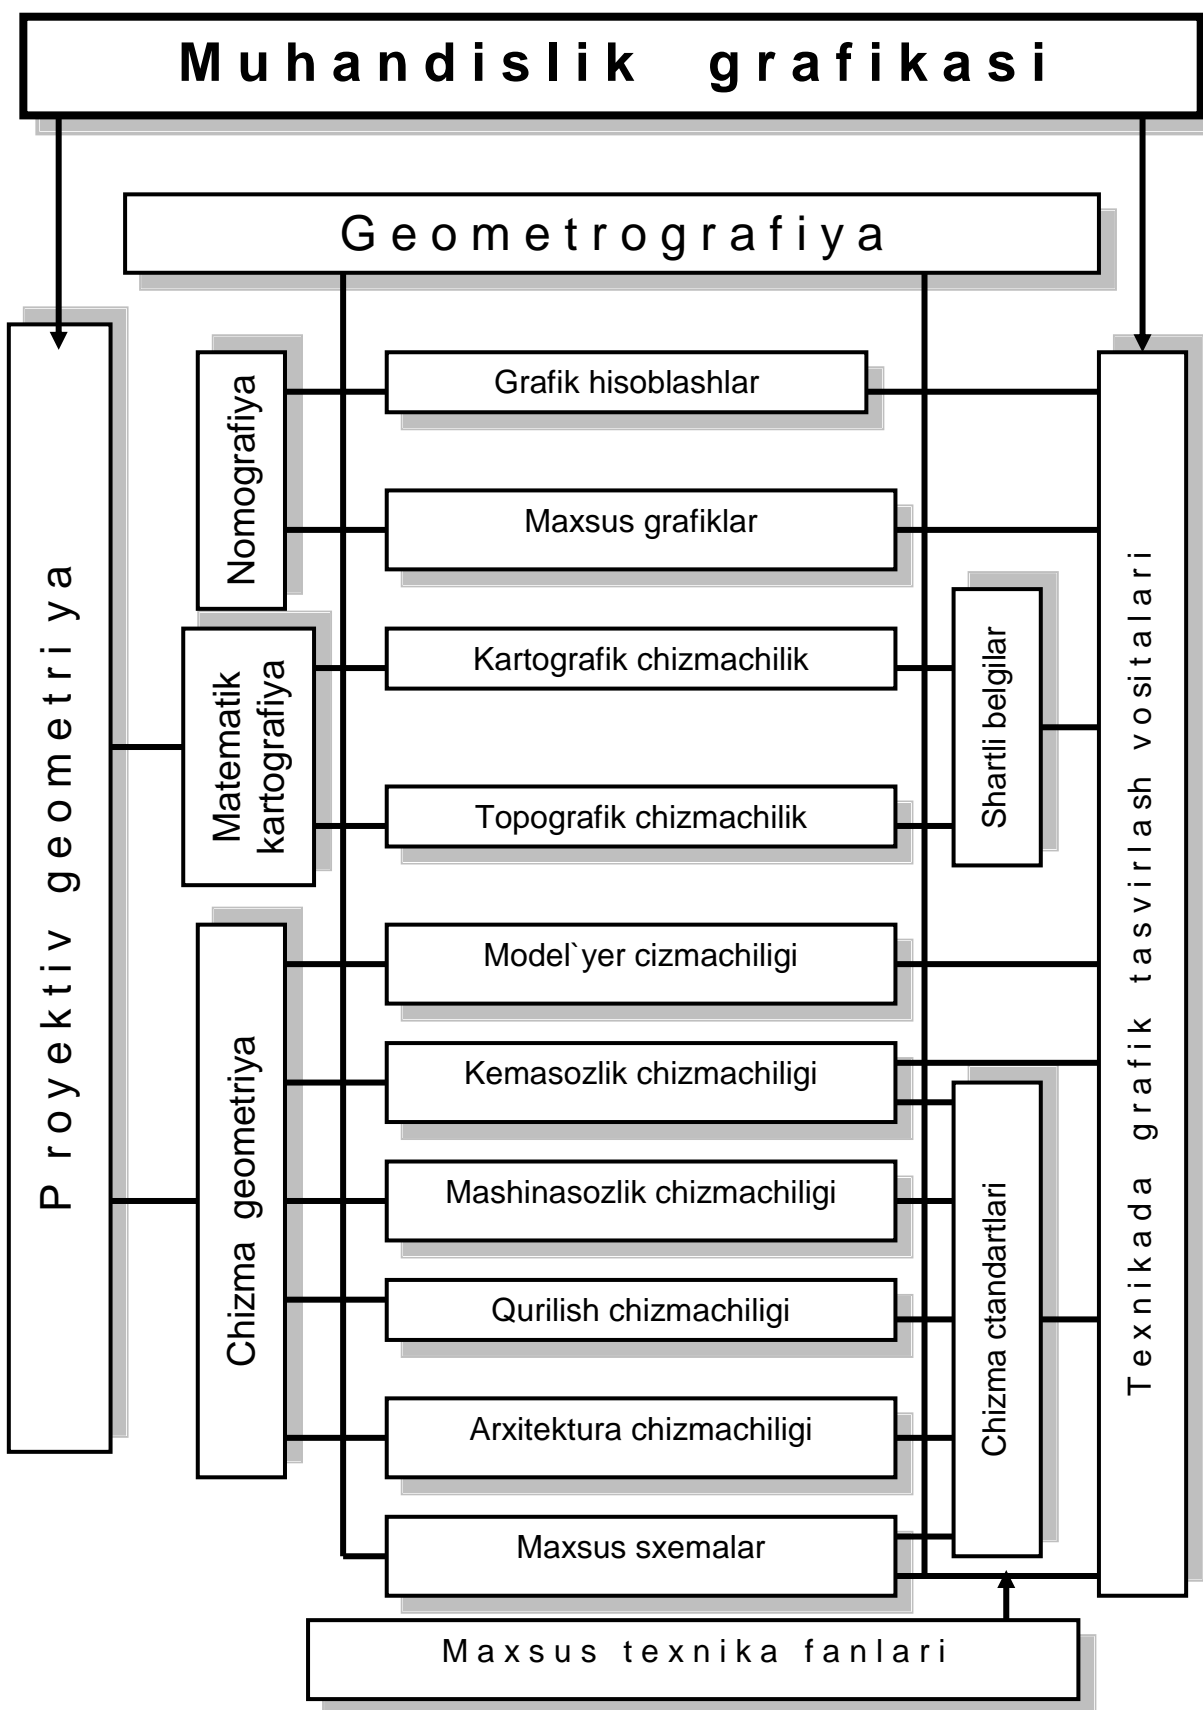 Muhandislik grafikasi
Geometrografiya
Proyektiv geometriya
Nomografiya
Matematik
kartografiya
Chizma geometriya
Grafik hisoblashlar
Maxsus grafiklar
Kartografik chizmachilik
Topografik chizmachilik
Model`yer cizmachiligi
Kemasozlik chizmachiligi
Mashinasozlik chizmachiligi
Qurilish chizmachiligi
Arxitektura chizmachiligi
Maxsus sxemalar
Shartli belgilar
Chizma ctandartlari
Texnikada grafik tasvirlash vositalari
Maxsus texnika fanlari